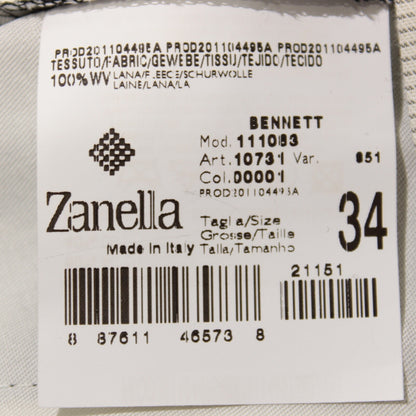 PROD201104495A PROD201104495A PROD201104495A
TESSUTO/FABRIC/GEWEBE/TISSU/TEJIDO/TECIDO
100% WV LANA/FLEECE/SCHURWOLLE
LAINE/LANA/LA
BENNETT
Mod. 111083
Art. 10731 Var. 851
Col. 00001
PROD201104495A
Zanella
Made in Italy
Taglia/Size
Grosse/Taille
Talla/Tamanho
34
21151
8 87611 46573 8